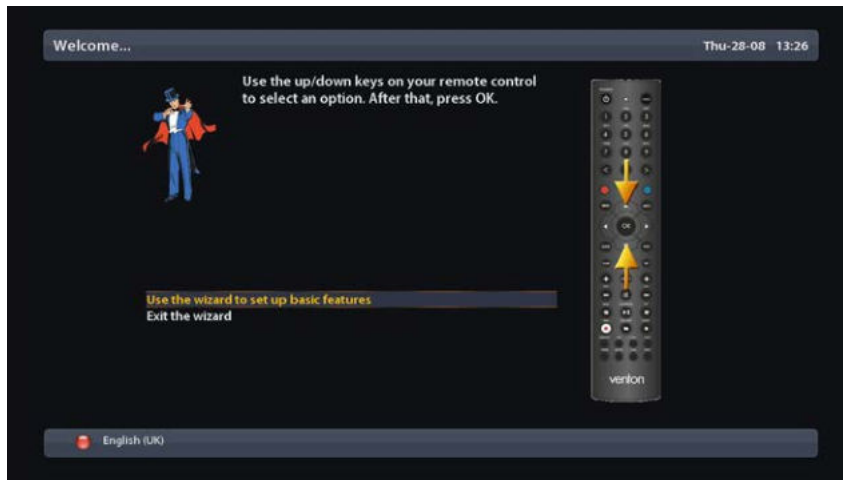 Welcome...
Thu-28-08 13:26
Use the up/down keys on your remote control
to select an option. After that, press OK.
OK
Use the wizard to set up basic features
Exit the wizard
venton
English (UK)